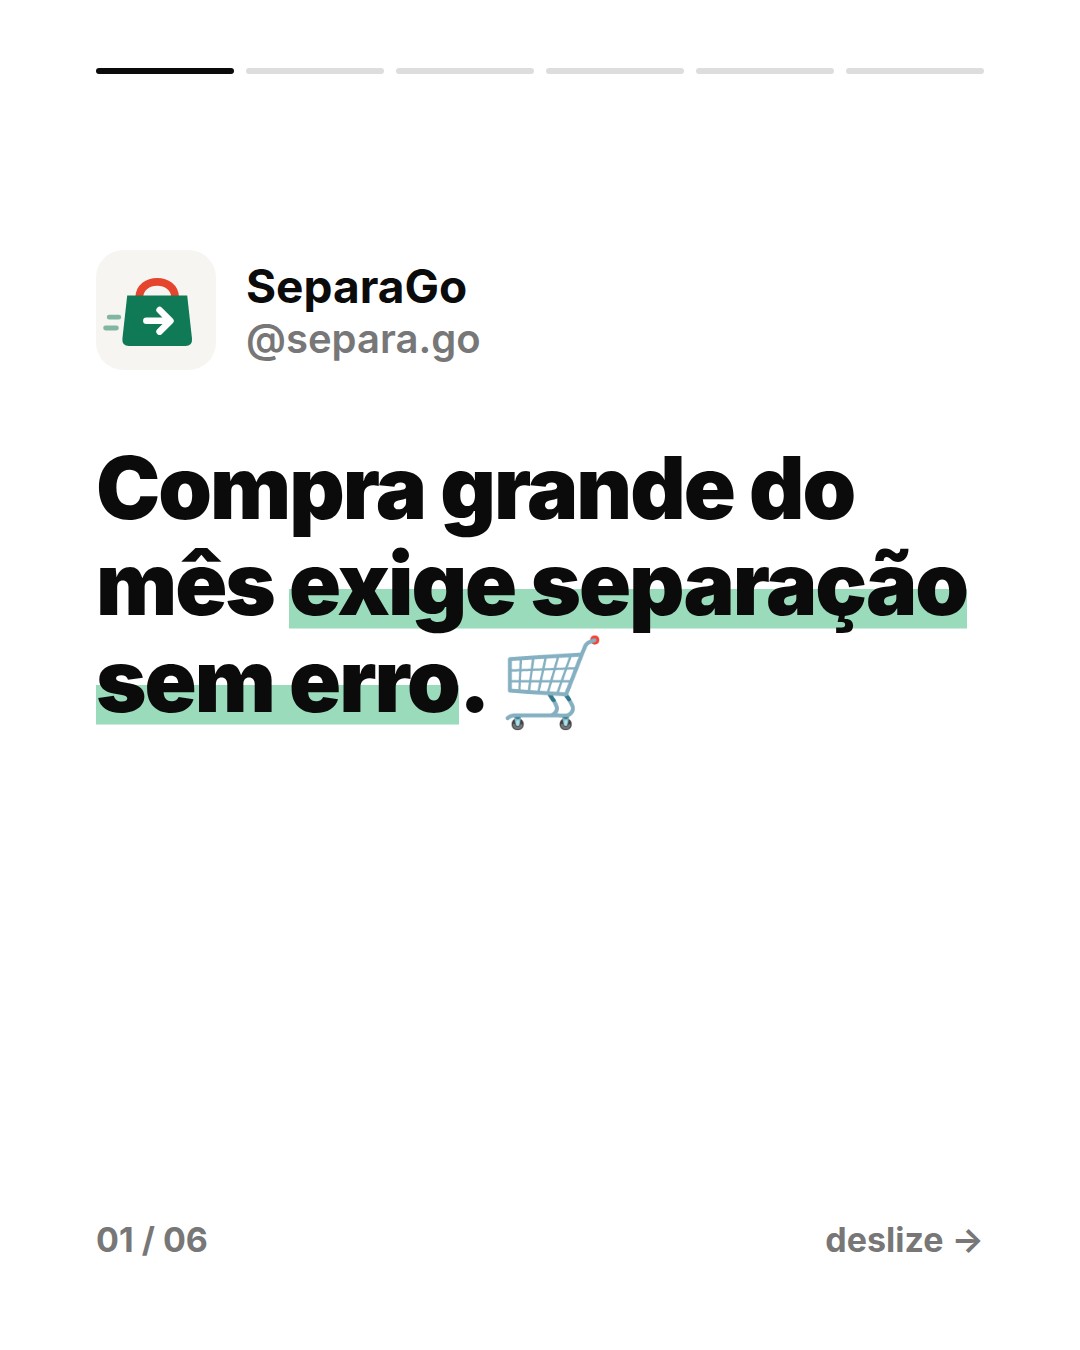 SeparaGo
@separa.go
Compra grande do
mês exige separação
sem erro. 🛒
01 / 06
deslize →